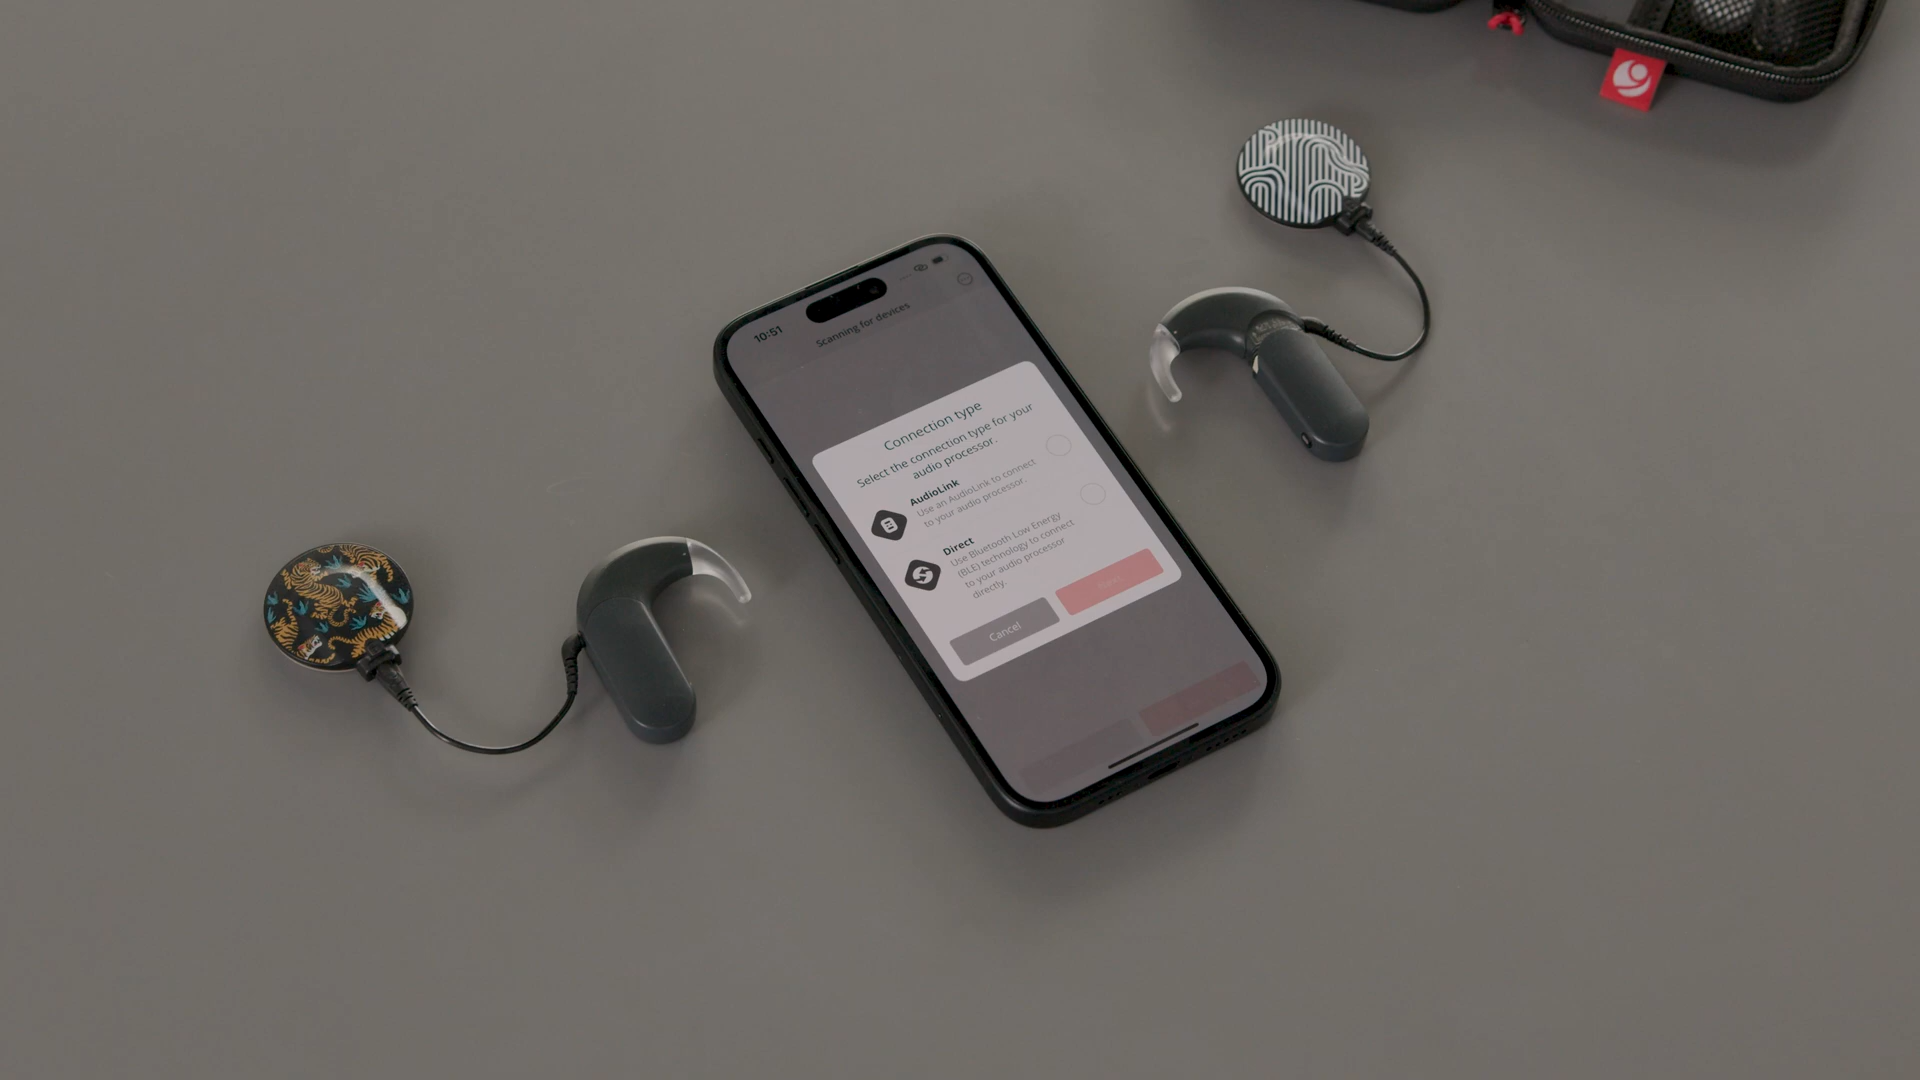 10:51
Scanning for devices
Connection type
Select the connection type for your
audio processor.
AudioLink
Use an AudioLink to connect
to your audio processor.
Direct
Use Bluetooth Low Energy
(BLE) technology to connect
to your audio processor
directly.
Cancel
Next